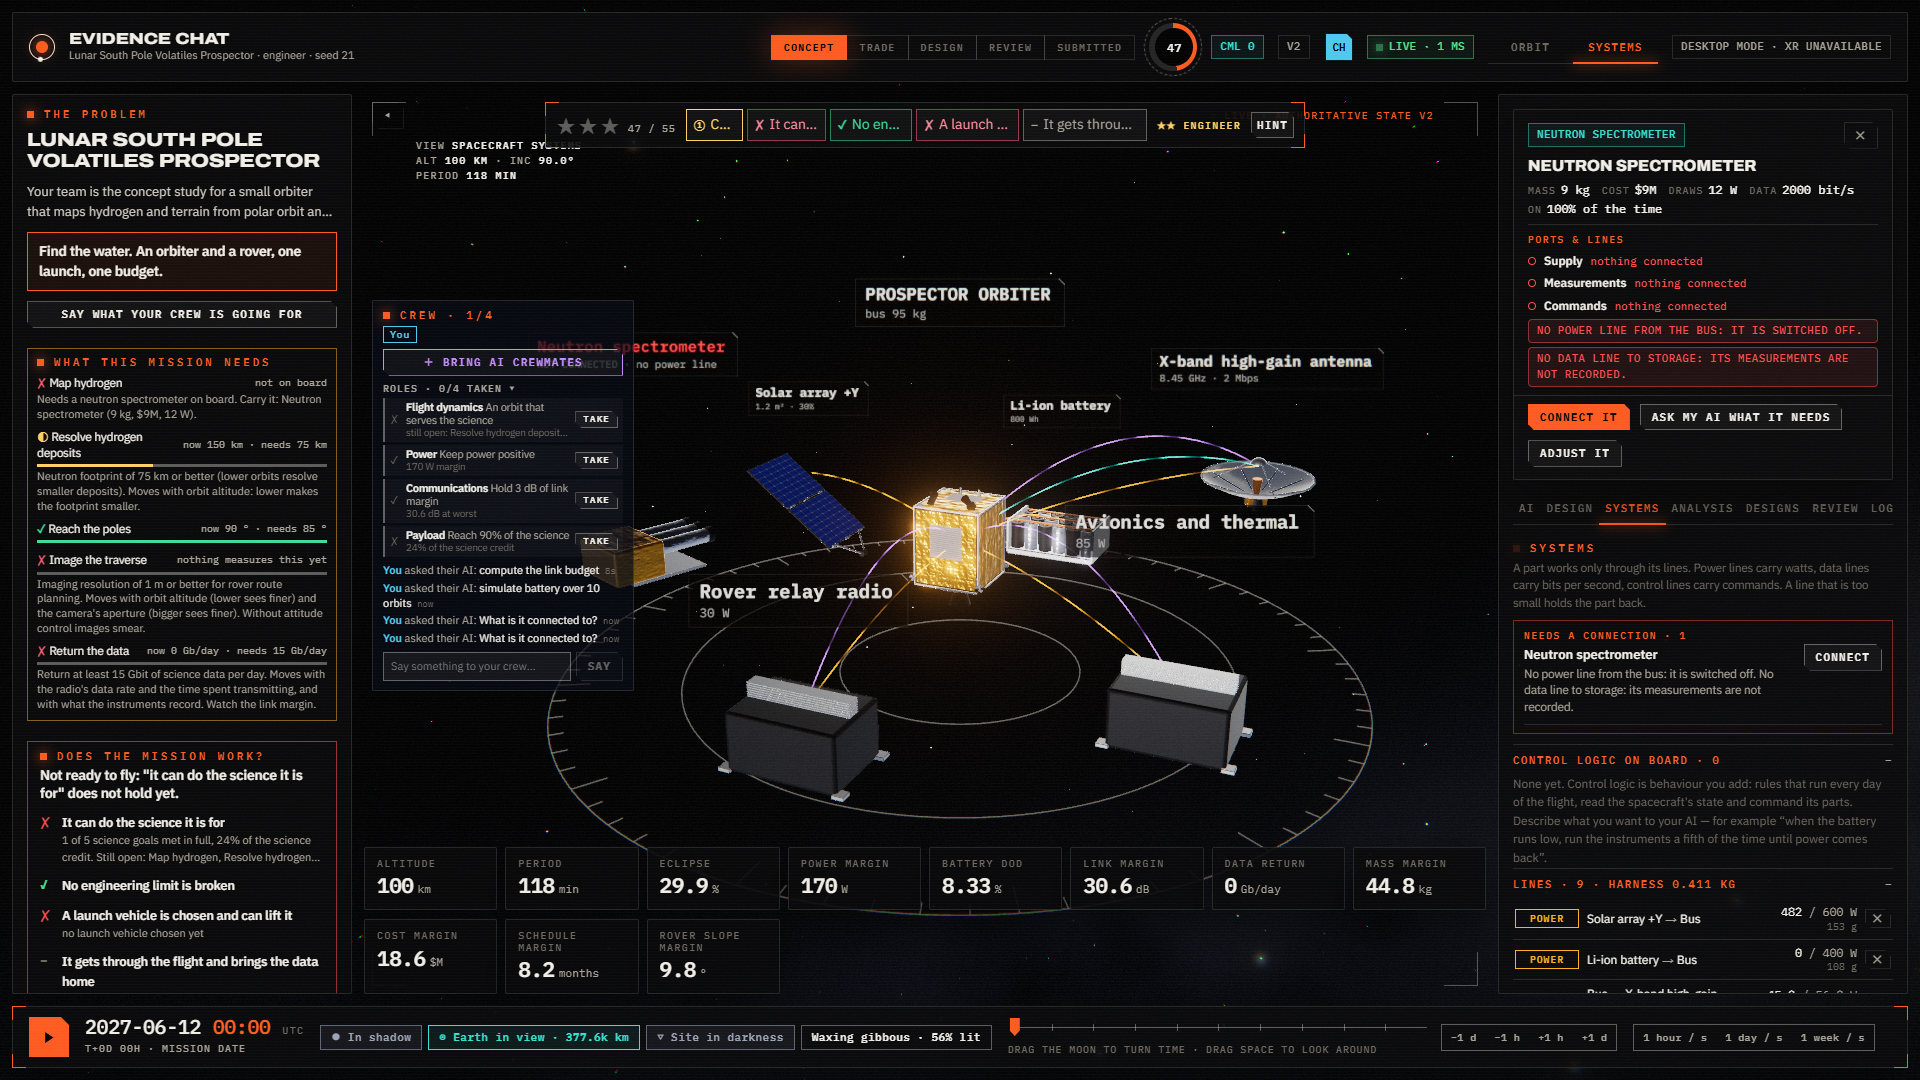 EVIDENCE CHAT
Lunar South Pole Volatiles Prospector · engineer · seed 21
CONCEPT
TRADE
DESIGN
REVIEW
SUBMITTED
47
CML 0
V2
CH
LIVE · 1 MS
ORBIT
SYSTEMS
DESKTOP MODE · XR UNAVAILABLE
THE PROBLEM
LUNAR SOUTH POLE
VOLATILES PROSPECTOR
Your team is the concept study for a small orbiter
that maps hydrogen and terrain from polar orbit an...
Find the water. An orbiter and a rover, one
launch, one budget.
SAY WHAT YOUR CREW IS GOING FOR
WHAT THIS MISSION NEEDS
✗ Map hydrogen not on board
Needs a neutron spectrometer on board. Carry it: Neutron
spectrometer (9 kg, $9M, 12 W).
Resolve hydrogen
deposits
now 150 km · needs 75 km
Neutron footprint of 75 km or better (lower orbits resolve
smaller deposits). Moves with orbit altitude: lower makes
the footprint smaller.
✓ Reach the poles now 90 ° · needs 85 °
✗ Image the traverse nothing measures this yet
Imaging resolution of 1 m or better for rover route
planning. Moves with orbit altitude (lower sees finer) and
the camera's aperture (bigger sees finer). Without attitude
control images smear.
✗ Return the data now 0 Gb/day · needs 15 Gb/day
Return at least 15 Gbit of science data per day. Moves with
the radio's data rate and the time spent transmitting, and
with what the instruments record. Watch the link margin.
DOES THE MISSION WORK?
Not ready to fly: "it can do the science it is
for" does not hold yet.
✗ It can do the science it is for
1 of 5 science goals met in full, 24% of the science
credit. Still open: Map hydrogen, Resolve hydrogen...
✓ No engineering limit is broken
✗ A launch vehicle is chosen and can lift it
no launch vehicle chosen yet
– It gets through the flight and brings the data
home
★★★ 47 / 55
① C...
✗ It can...
✓ No en...
✗ A launch ...
– It gets throu...
★★ ENGINEER
HINT
ORITATIVE STATE V2
VIEW SPACECRAFT SYSTEMS
ALT 100 KM · INC 90.0°
PERIOD 118 MIN
CREW · 1/4
You
+ BRING AI CREWMATES
ROLES · 0/4 TAKEN ▾
✗ Flight dynamics An orbit that
serves the science
still open: Resolve hydrogen deposit...
TAKE
✓ Power Keep power positive
170 W margin
TAKE
✓ Communications Hold 3 dB of link
margin
30.6 dB at worst
TAKE
✗ Payload Reach 90% of the science
24% of the science credit
TAKE
You asked their AI: compute the link budget 8s
You asked their AI: simulate battery over 10
orbits now
You asked their AI: What is it connected to? now
You asked their AI: What is it connected to? now
Say something to your crew...
SAY
PROSPECTOR ORBITER
bus 95 kg
Neutron spectrometer
no power line
Solar array +Y
1.2 m² · 30%
X-band high-gain antenna
8.45 GHz · 2 Mbps
Li-ion battery
800 Wh
Avionics and thermal
85 W
Rover relay radio
30 W
ALTITUDE
100 km
PERIOD
118 min
ECLIPSE
29.9 %
POWER MARGIN
170 W
BATTERY DOD
8.33 %
LINK MARGIN
30.6 dB
DATA RETURN
0 Gb/day
MASS MARGIN
44.8 kg
COST MARGIN
18.6 $M
SCHEDULE
MARGIN
8.2 months
ROVER SLOPE
MARGIN
9.8 °
NEUTRON SPECTROMETER
✕
NEUTRON SPECTROMETER
MASS 9 kg COST $9M DRAWS 12 W DATA 2000 bit/s
ON 100% of the time
PORTS & LINES
Supply nothing connected
Measurements nothing connected
Commands nothing connected
NO POWER LINE FROM THE BUS: IT IS SWITCHED OFF.
NO DATA LINE TO STORAGE: ITS MEASUREMENTS ARE
NOT RECORDED.
CONNECT IT
ASK MY AI WHAT IT NEEDS
ADJUST IT
AI
DESIGN
SYSTEMS
ANALYSIS
DESIGNS
REVIEW
LOG
SYSTEMS
A part works only through its lines. Power lines carry watts, data lines
carry bits per second, control lines carry commands. A line that is too
small holds the part back.
NEEDS A CONNECTION · 1
Neutron spectrometer
No power line from the bus: it is switched off. No
data line to storage: its measurements are not
recorded.
CONNECT
CONTROL LOGIC ON BOARD · 0 –
None yet. Control logic is behaviour you add: rules that run every day
of the flight, read the spacecraft's state and command its parts.
Describe what you want to your AI — for example "when the battery
runs low, run the instruments a fifth of the time until power comes
back".
LINES · 9 · HARNESS 0.411 KG –
POWER Solar array +Y → Bus 482 / 600 W ✕
153 g
POWER Li-ion battery → Bus 0 / 400 W ✕
108 g
2027-06-12 00:00 UTC
T+0D 00H · MISSION DATE
In shadow
Earth in view · 377.6k km
▽ Site in darkness
Waxing gibbous · 56% lit
DRAG THE MOON TO TURN TIME · DRAG SPACE TO LOOK AROUND
−1 d −1 h +1 h +1 d
1 hour / s 1 day / s 1 week / s